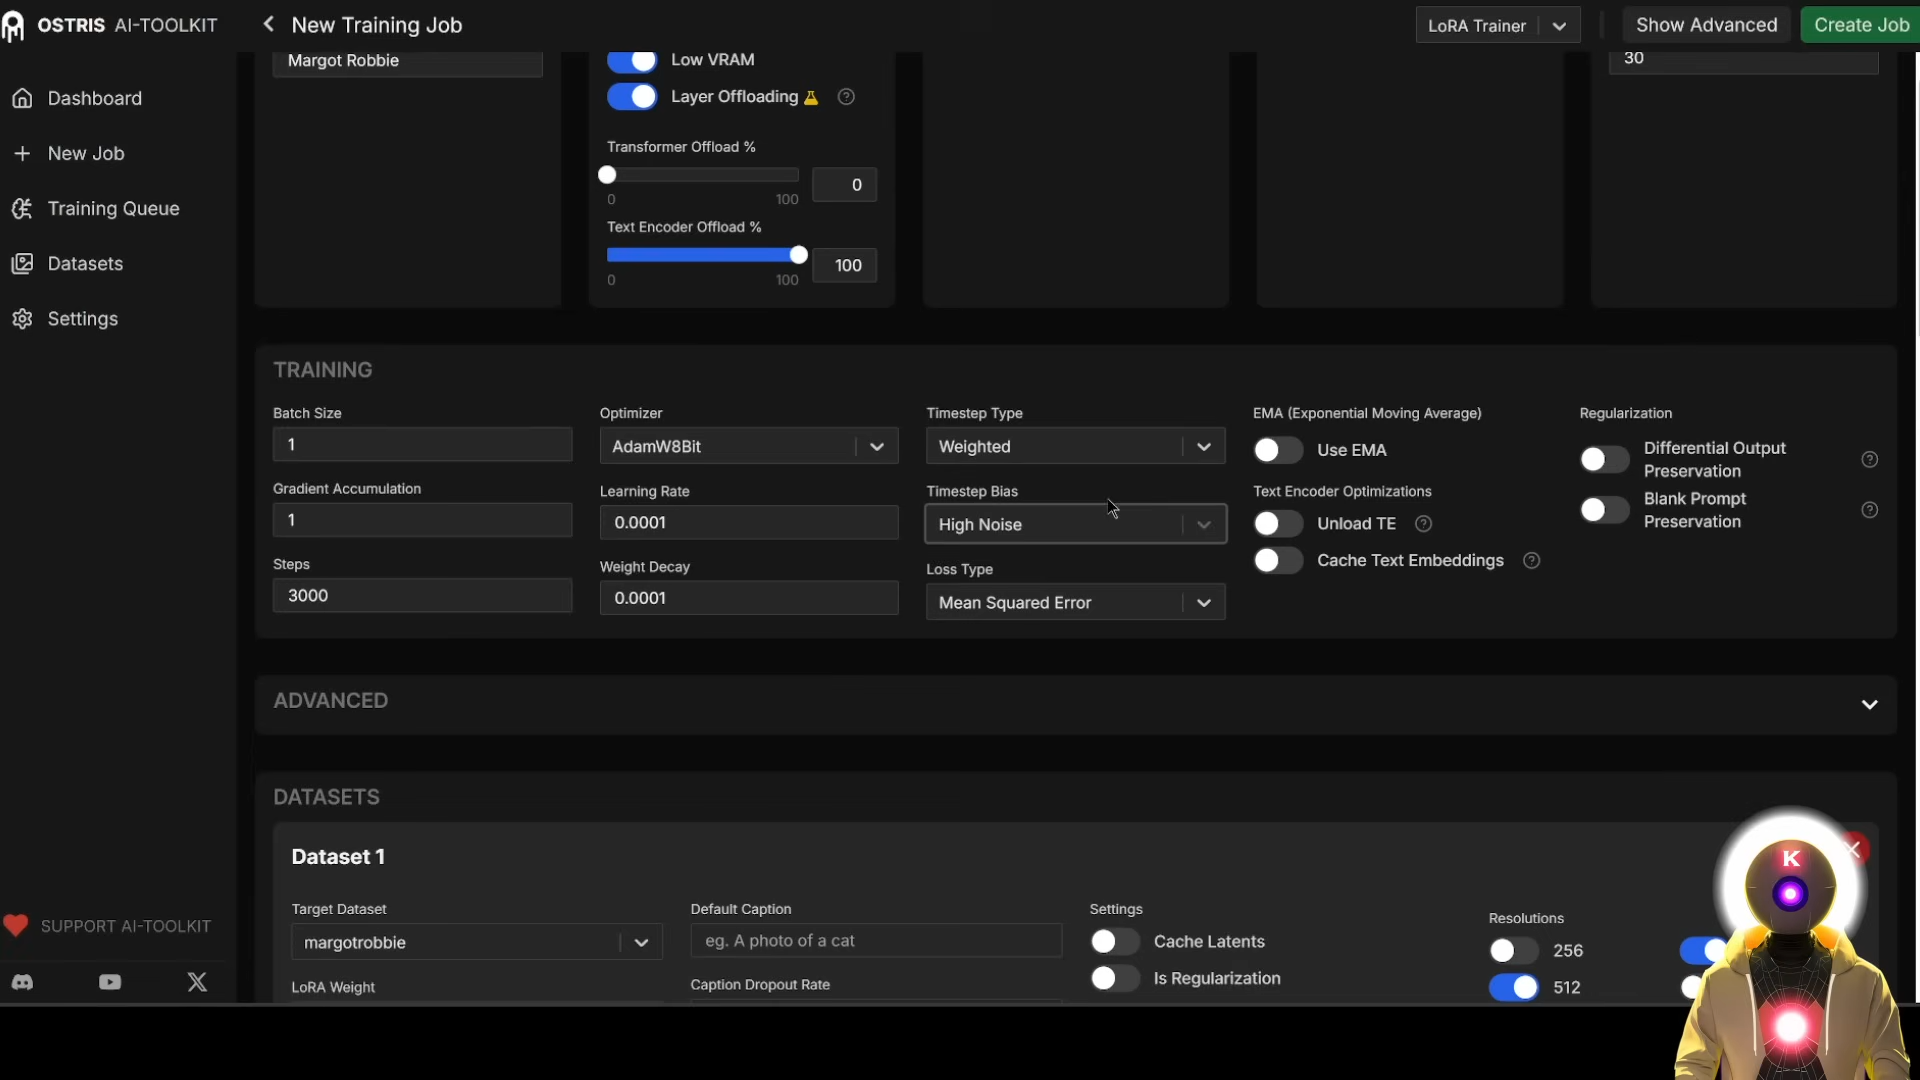 OSTRIS AI-TOOLKIT
New Training Job
LoRA Trainer
Show Advanced
Create Job
Dashboard
New Job
Training Queue
Datasets
Settings
SUPPORT AI-TOOLKIT
Margot Robbie
Low VRAM
Layer Offloading
Transformer Offload %
0
0 100
Text Encoder Offload %
100
0 100
30
TRAINING
Batch Size
1
Gradient Accumulation
1
Steps
3000
Optimizer
AdamW8Bit
Learning Rate
0.0001
Weight Decay
0.0001
Timestep Type
Weighted
Timestep Bias
High Noise
Loss Type
Mean Squared Error
EMA (Exponential Moving Average)
Use EMA
Text Encoder Optimizations
Unload TE
Cache Text Embeddings
Regularization
Differential Output
Preservation
Blank Prompt
Preservation
ADVANCED
DATASETS
Dataset 1
Target Dataset
margotrobbie
LoRA Weight
Default Caption
eg. A photo of a cat
Caption Dropout Rate
Settings
Cache Latents
Is Regularization
Resolutions
256
512
K